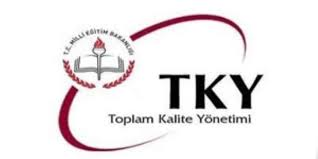 T.C. MİLLİ EĞİTİM BAKANLIĞI
TKY
Toplam Kalite Yönetimi